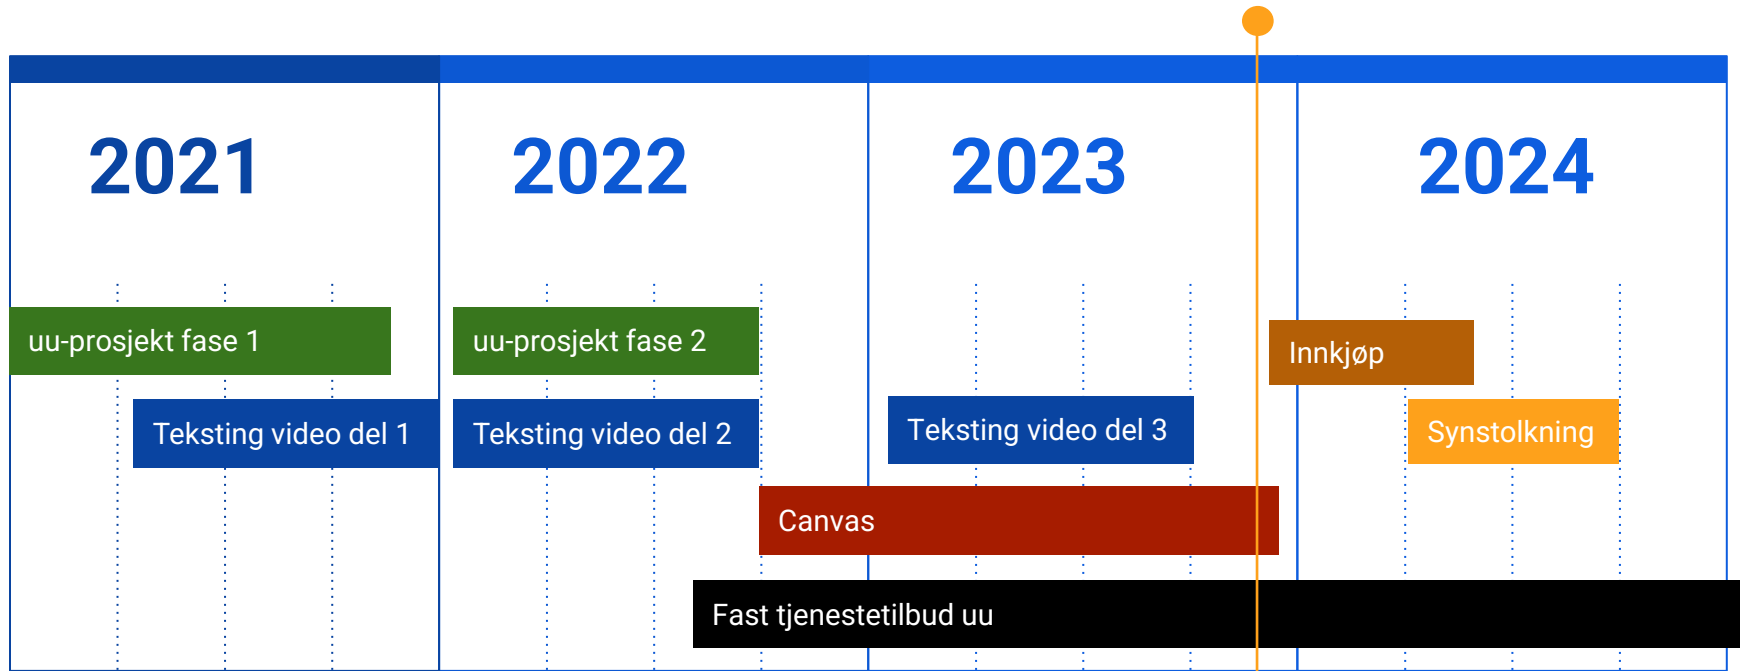 2021
2022
2023
2024
uu-prosjekt fase 1
uu-prosjekt fase 2
Innkjøp
Teksting video del 1
Teksting video del 2
Teksting video del 3
Synstolkning
Canvas
Fast tjenestetilbud uu